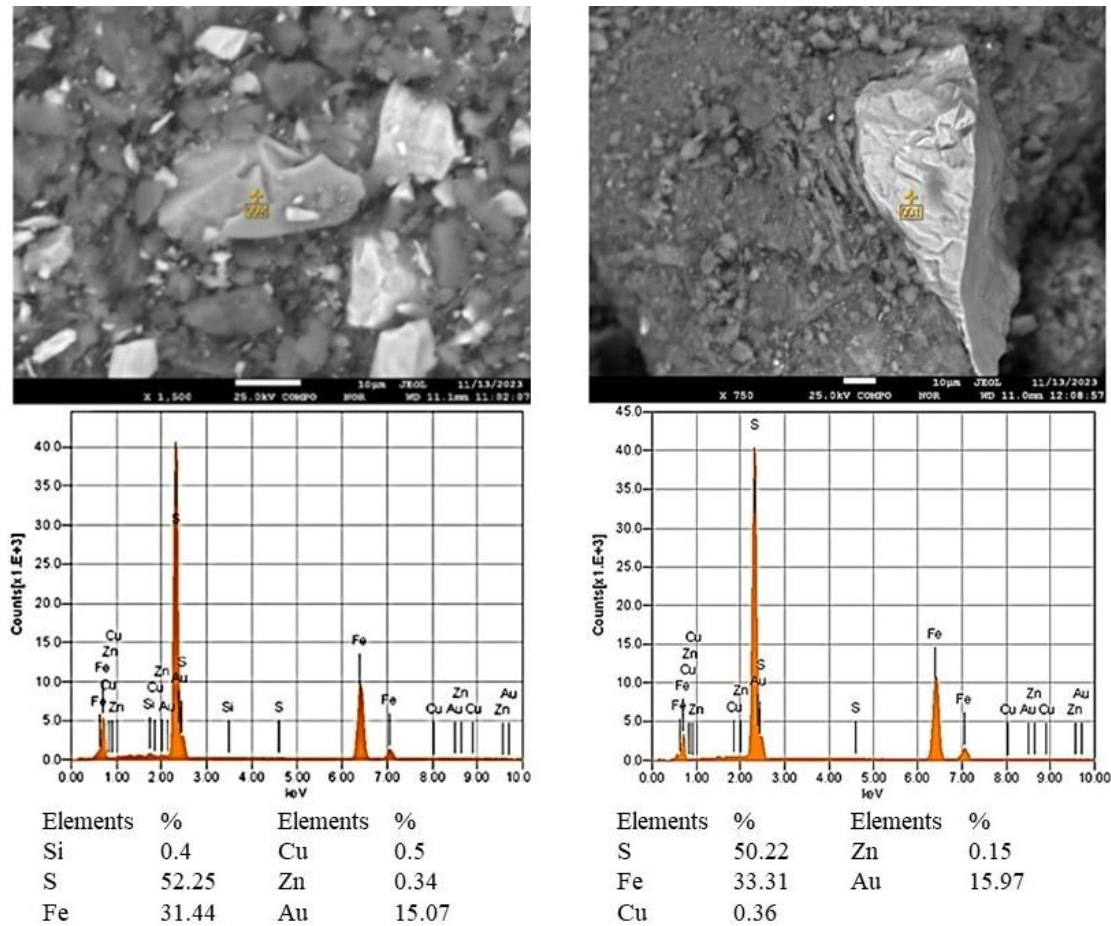 006
10µm JEOL 11/13/2023
X 1,500 25.0kV COMPO NOR WD 11.1mm 11:02:07
001
10µm JEOL 11/13/2023
X 750 25.0kV COMPO NOR WD 11.0mm 12:08:57
Counts[x1.E+3]
40.0
35.0
30.0
25.0
20.0
15.0
10.0
5.0
0.0
S
Cu
Zn
Fe
Cu
Zn
Si
Zn
Cu
Au
S
Au
Si
S
Fe
Fe
Cu
Zn
Au Cu
Au
Zn
0.00 1.00 2.00 3.00 4.00 5.00 6.00 7.00 8.00 9.00 10.0
keV
Elements % Elements %
Si 0.4 Cu 0.5
S 52.25 Zn 0.34
Fe 31.44 Au 15.07
Counts[x1.E+3]
45.0
40.0
35.0
30.0
25.0
20.0
15.0
10.0
5.0
0.0
S
Cu
Zn
Cu
Fe
Zn
Zn
Cu
S
Au
S
Fe
Fe
Cu
Zn
Au Cu
Au
Zn
0.00 1.00 2.00 3.00 4.00 5.00 6.00 7.00 8.00 9.00 10.00
keV
Elements % Elements %
S 50.22 Zn 0.15
Fe 33.31 Au 15.97
Cu 0.36